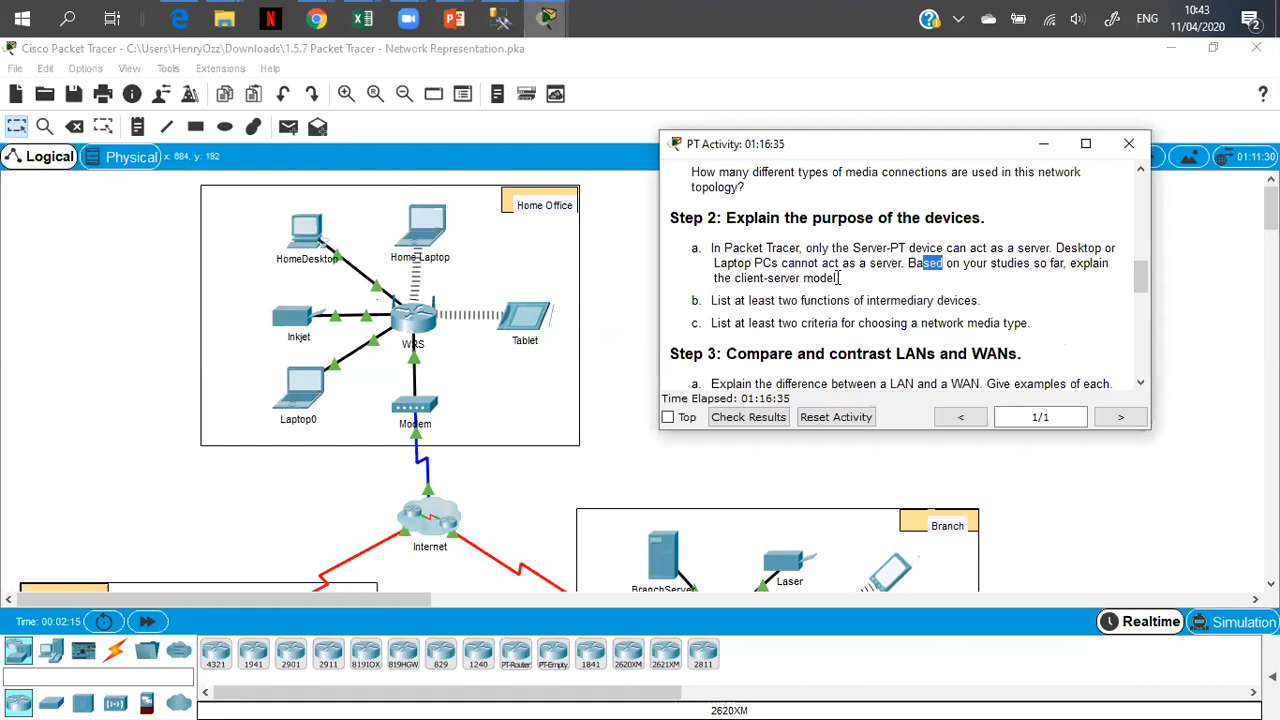 10:43
ENG
11/04/2020
2
Cisco Packet Tracer - C:\Users\HenryOzz\Downloads\1.5.7 Packet Tracer - Network Representation.pka
File Edit Options View Tools Extensions Help
Logical Physical x: 684, y: 192
01:11:30
PT Activity: 01:16:35
How many different types of media connections are used in this network
topology?
Step 2: Explain the purpose of the devices.
a. In Packet Tracer, only the Server-PT device can act as a server. Desktop or
Laptop PCs cannot act as a server. Based on your studies so far, explain
the client-server model.
b. List at least two functions of intermediary devices.
c. List at least two criteria for choosing a network media type.
Step 3: Compare and contrast LANs and WANs.
a. Explain the difference between a LAN and a WAN. Give examples of each.
Time Elapsed: 01:16:35
Top Check Results Reset Activity < 1/1 >
Home Office
HomeDesktop
Home Laptop
Inkjet
WRS
Tablet
Laptop0
Modem
Internet
Branch
BranchServer
Laser
Time: 00:02:15
Realtime Simulation
4321 1941 2901 2911 819IOX 819HGW 829 1240 PT-Router PT-Empty 1841 2620XM 2621XM 2811
2620XM